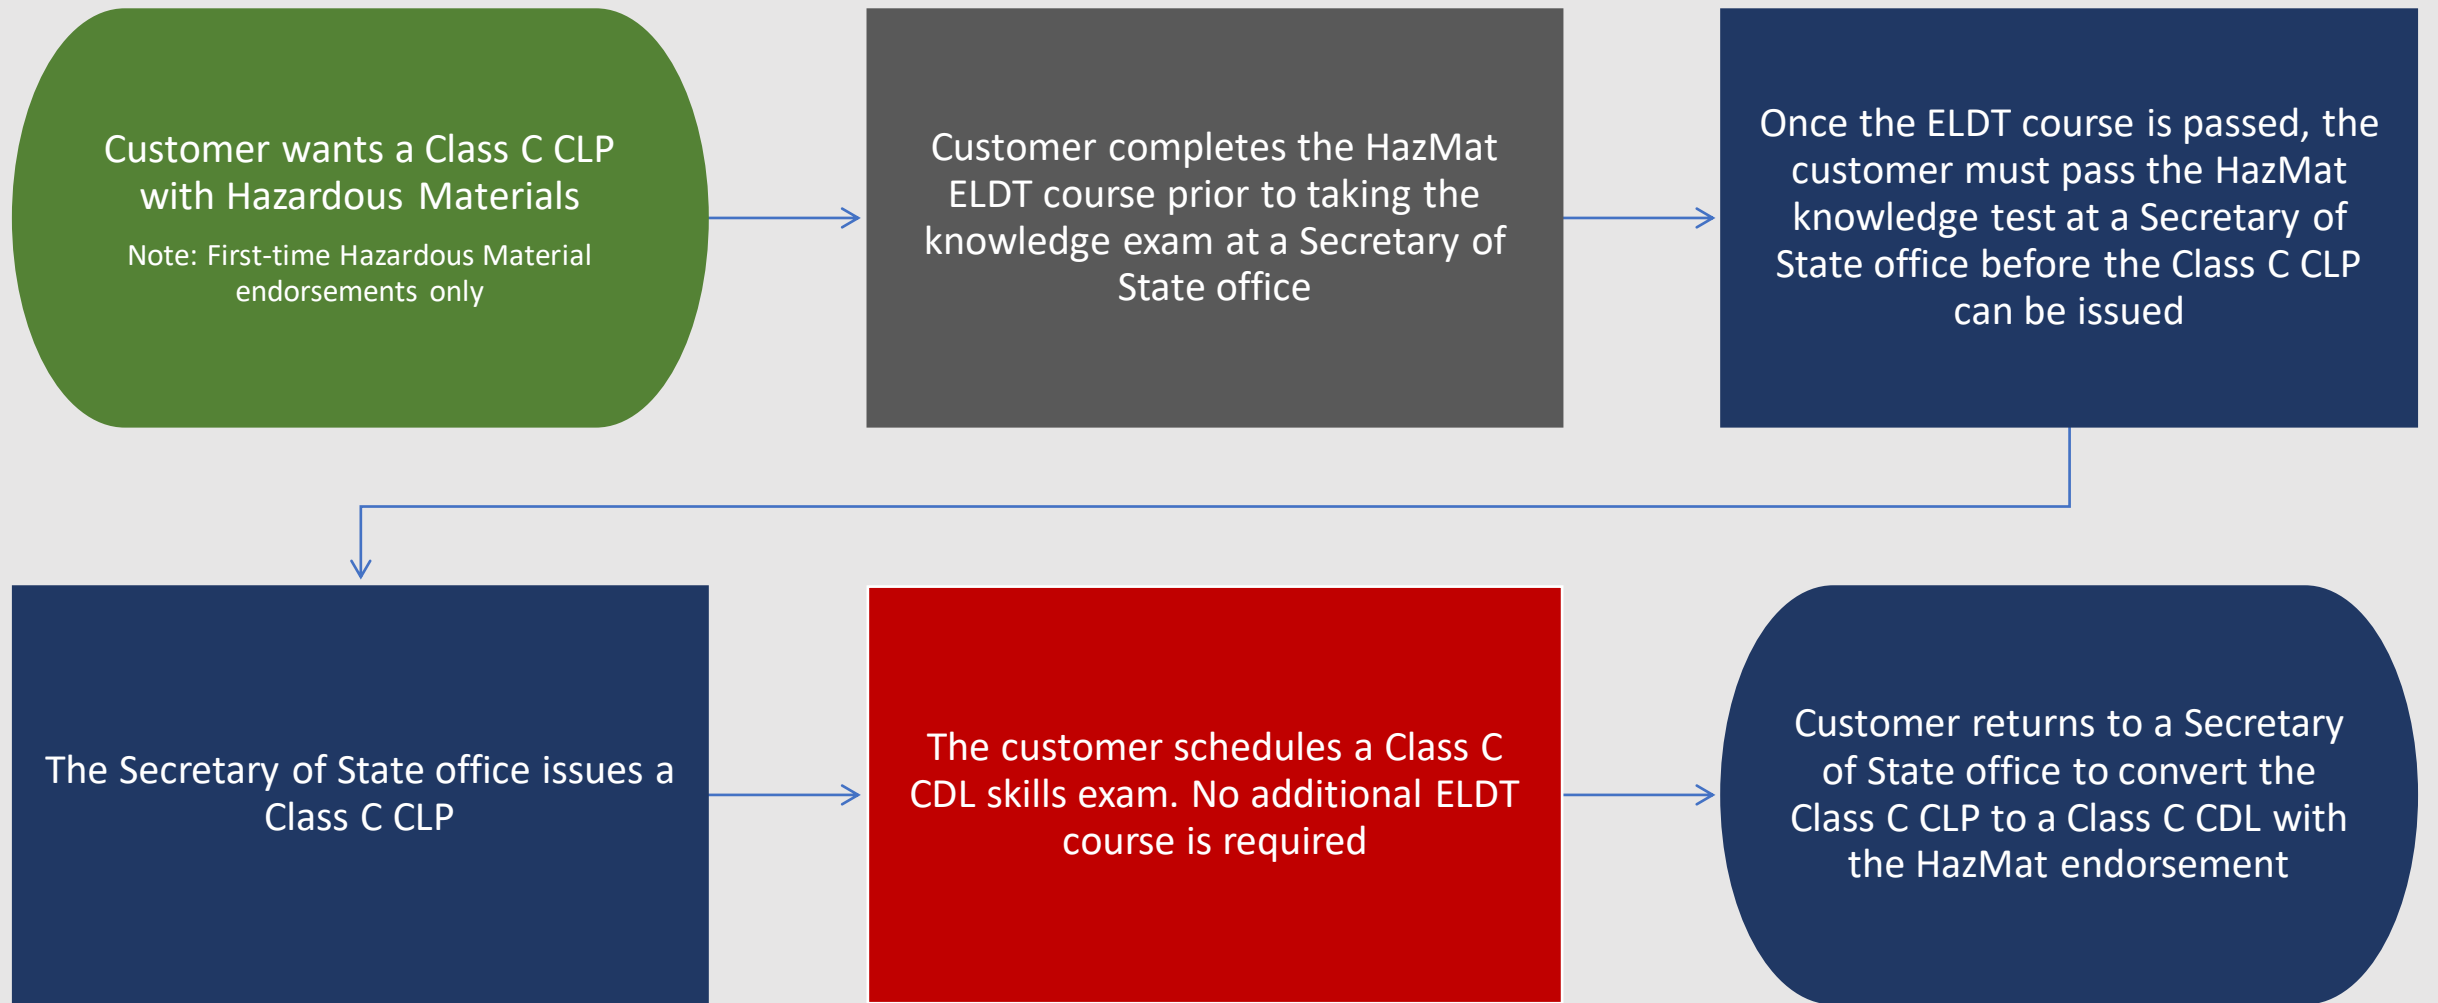 Customer wants a Class C CLP
with Hazardous Materials
Note: First-time Hazardous Material
endorsements only
Customer completes the HazMat
ELDT course prior to taking the
knowledge exam at a Secretary of
State office
Once the ELDT course is passed, the
customer must pass the HazMat
knowledge test at a Secretary of
State office before the Class C CLP
can be issued
The Secretary of State office issues a
Class C CLP
The customer schedules a Class C
CDL skills exam. No additional ELDT
course is required
Customer returns to a Secretary
of State office to convert the
Class C CLP to a Class C CDL with
the HazMat endorsement